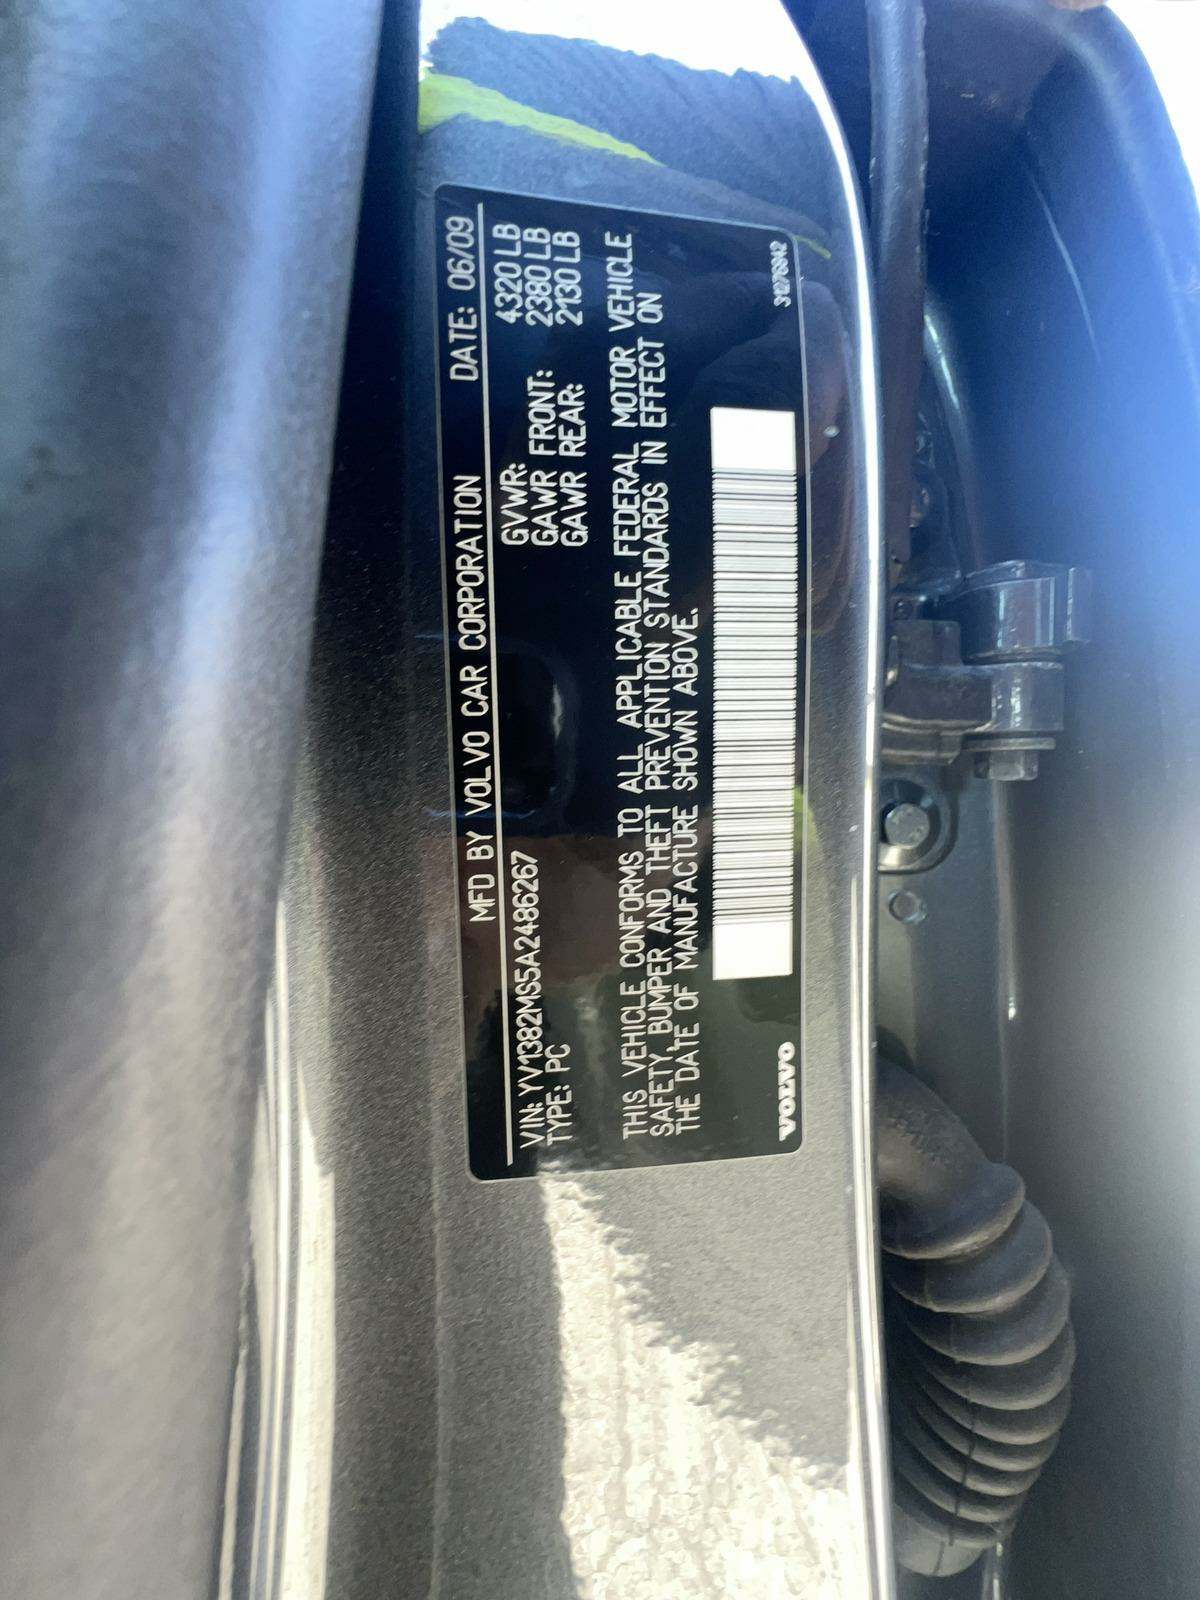 MFD BY VOLVO CAR CORPORATION DATE: 06/09
VIN: YV1382MS5A2486267 GVWR: 4320 LB
TYPE: PC GAWR FRONT: 2380 LB
GAWR REAR: 2130 LB
THIS VEHICLE CONFORMS TO ALL APPLICABLE FEDERAL MOTOR VEHICLE
SAFETY, BUMPER AND THEFT PREVENTION STANDARDS IN EFFECT ON
THE DATE OF MANUFACTURE SHOWN ABOVE.
VOLVO 31276942